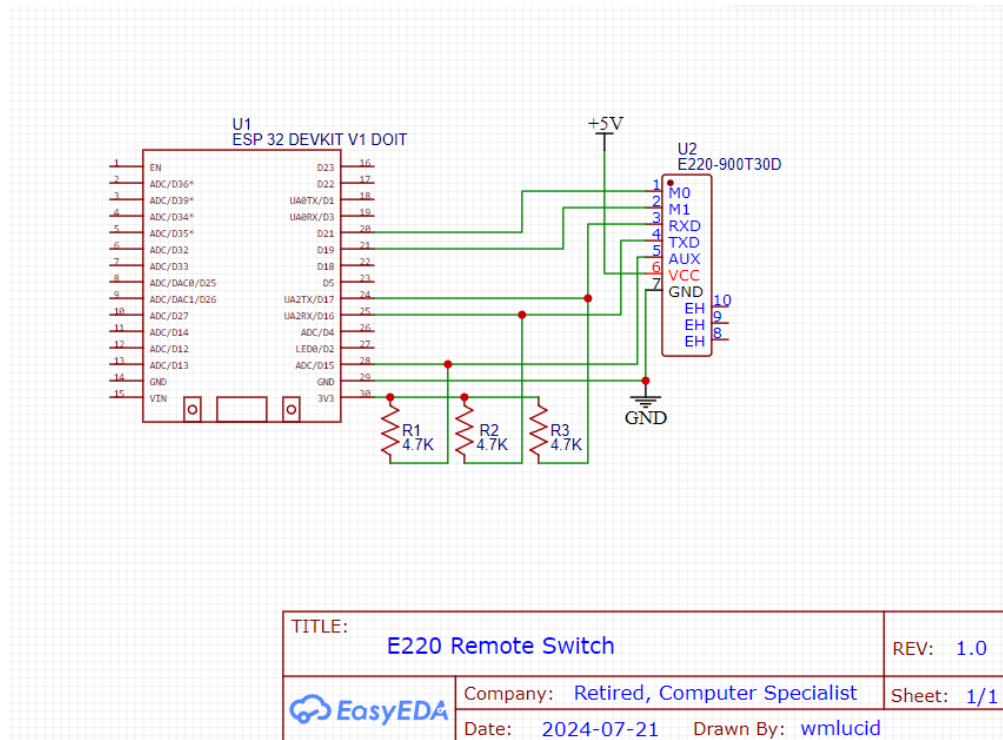 U1
ESP 32 DEVKIT V1 DOIT
+5V
U2
E220-900T30D
1 EN
2 ADC/D36*
3 ADC/D39*
4 ADC/D34*
5 ADC/D35*
6 ADC/D32
7 ADC/D33
8 ADC/DAC0/D25
9 ADC/DAC1/D26
10 ADC/D27
11 ADC/D14
12 ADC/D12
13 ADC/D13
14 GND
15 VIN
D23 16
D22 17
UA0TX/D1 18
UA0RX/D3 19
D21 20
D19 21
D18 22
D5 23
UA2TX/D17 24
UA2RX/D16 25
ADC/D4 26
LED0/D2 27
ADC/D15 28
GND 29
3V3 30
1 M0
2 M1
3 RXD
4 TXD
5 AUX
6 VCC
7 GND
EH 10
EH 9
EH 8
GND
R1
4.7K
R2
4.7K
R3
4.7K
TITLE:
E220 Remote Switch
REV: 1.0
EasyEDA
Company: Retired, Computer Specialist
Sheet: 1/1
Date: 2024-07-21 Drawn By: wmlucid